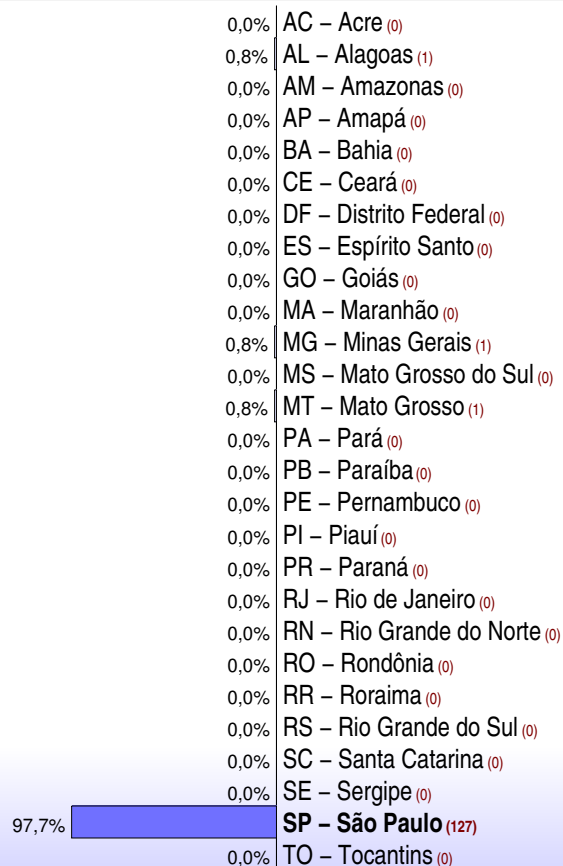 0,0% AC – Acre (0)
0,8% AL – Alagoas (1)
0,0% AM – Amazonas (0)
0,0% AP – Amapá (0)
0,0% BA – Bahia (0)
0,0% CE – Ceará (0)
0,0% DF – Distrito Federal (0)
0,0% ES – Espírito Santo (0)
0,0% GO – Goiás (0)
0,0% MA – Maranhão (0)
0,8% MG – Minas Gerais (1)
0,0% MS – Mato Grosso do Sul (0)
0,8% MT – Mato Grosso (1)
0,0% PA – Pará (0)
0,0% PB – Paraíba (0)
0,0% PE – Pernambuco (0)
0,0% PI – Piauí (0)
0,0% PR – Paraná (0)
0,0% RJ – Rio de Janeiro (0)
0,0% RN – Rio Grande do Norte (0)
0,0% RO – Rondônia (0)
0,0% RR – Roraima (0)
0,0% RS – Rio Grande do Sul (0)
0,0% SC – Santa Catarina (0)
0,0% SE – Sergipe (0)
97,7% SP – São Paulo (127)
0,0% TO – Tocantins (0)